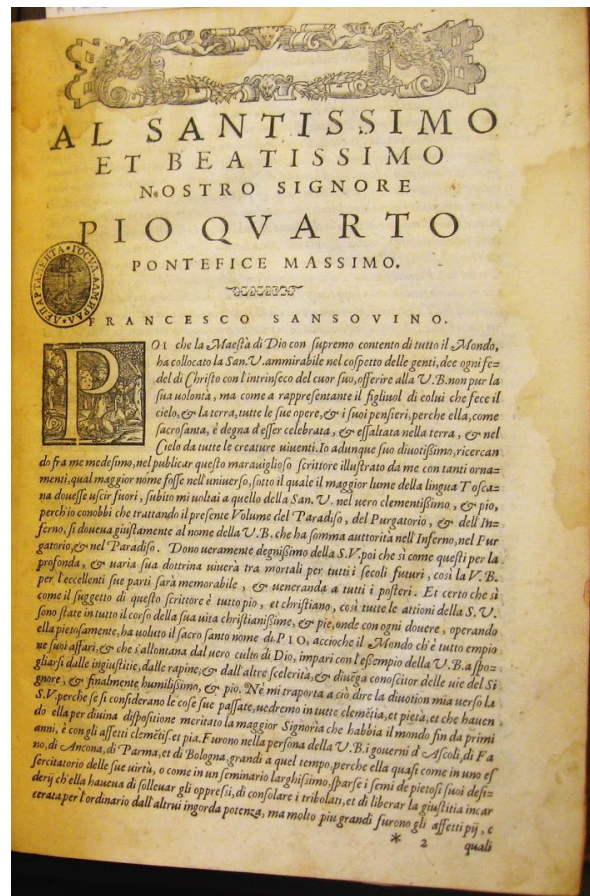 AL SANTISSIMO
ET BEATISSIMO
NOSTRO SIGNORE
PIO QVARTO
PONTEFICE MASSIMO.
FRANCESCO SANSOVINO.
POI che la Maestà di Dio con supremo contento di tutto il Mondo,
ha collocato la San.V. ammirabile nel cospetto delle genti, dee ogni fe=
del di Christo con l'intrinseco del cuor suo, offerire alla V.B. non pur la
sua uolontà, ma come a rappresentante il figliuol di colui che fece il
cielo, & la terra, tutte le sue opere, & i suoi pensieri, perche ella, come
sacrosanta, è degna d'esser celebrata, & essaltata nella terra, & nel
Cielo da tutte le creature uiuenti. Io adunque suo diuotißimo, ricercan
do fra me medesimo, nel publicar questo marauiglioso scrittore illustrato da me con tanti orna=
menti, qual maggior nome fosse nell'uniuerso, sotto il quale il maggior lume della lingua Tosca=
na douesse uscir fuori, subito mi uoltai a quello della San. V. nel uero clementißimo, & pio,
perch'io conobbi che trattando il presente Volume del Paradiso, del Purgatorio, & dell'In=
ferno, si doueua giustamente al nome della V.B. che ha somma auttorità nell'Inferno, nel Pur
gatorio, & nel Paradiso. Dono ueramente degnißimo della S.V. poi che sì come questi per la
profonda, & uaria sua dottrina uiuerà tra mortali per tutti i secoli futuri, così la V.B.
per l'eccellenti sue parti sarà memorabile, & ueneranda a tutti i posteri. Et certo che sì
come il suggetto di questo scrittore è tutto pio, et christiano, così tutte le attioni della S.V.
sono state in tutto il corso della sua uita christianißime, & pie, onde con ogni douere, operando
ella pietosamente, ha uoluto il sacro santo nome di PIO, accioche il Mondo ch'è tutto empio
ne suoi affari, & che s'allontana dal uero culto di Dio, impari con l'essempio della V.B. a spo=
gliarsi dalle ingiustitie, dalle rapine, & dall'altre scelerità, & diuēga conoscitor delle uie del Si
gnore, & finalmente humilißimo, & pio. Nè mi traporta a ciò dire la diuotion mia uerso la
S.V. perche se si considerano le cose sue passate, uedremo in tutte clemētia, et pietà, et che hauen
do ella per diuina dispositione meritato la maggior Signoria che habbia il mondo fin da primi
anni, è con gli affetti clemēti, et pia. Furono nella persona della V.B. i gouerni d'Ascoli, di Fa
no, di Ancona, di Parma, et di Bologna, grandi a quel tempo, perche ella quasi come in uno es
sercitatorio delle sue uirtù, o come in un seminario larghißimo, sparse i semi de pietosi suoi desi=
derij ch'ella haueua di solleuar gli oppreßi, di consolare i tribolati, et di liberar la giustitia incar
cerata per l'ordinario dall'altrui ingorda potenza, ma molto piu grandi furono gli affetti pij, e
* 2 quali